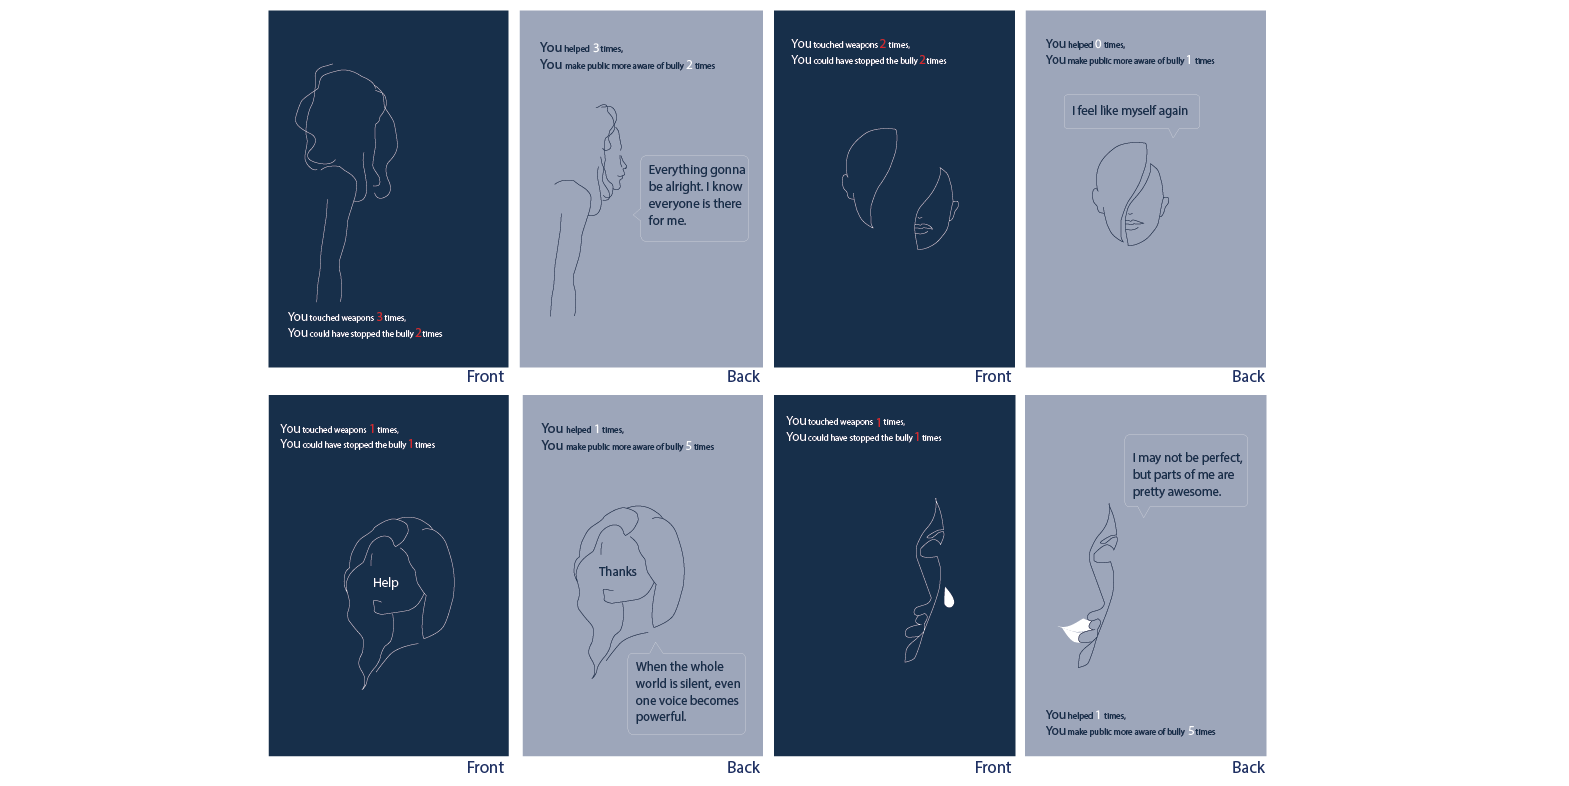 You touched weapons 3 times,
You could have stopped the bully 2 times
Front
You helped 3 times,
You make public more aware of bully 2 times
Everything gonna
be alright. I know
everyone is there
for me.
Back
You touched weapons 2 times,
You could have stopped the bully 2 times
Front
You helped 0 times,
You make public more aware of bully 1 times
I feel like myself again
Back
You touched weapons 1 times,
You could have stopped the bully 1 times
Help
Front
You helped 1 times,
You make public more aware of bully 5 times
Thanks
When the whole
world is silent, even
one voice becomes
powerful.
Back
You touched weapons 1 times,
You could have stopped the bully 1 times
Front
I may not be perfect,
but parts of me are
pretty awesome.
You helped 1 times,
You make public more aware of bully 5 times
Back